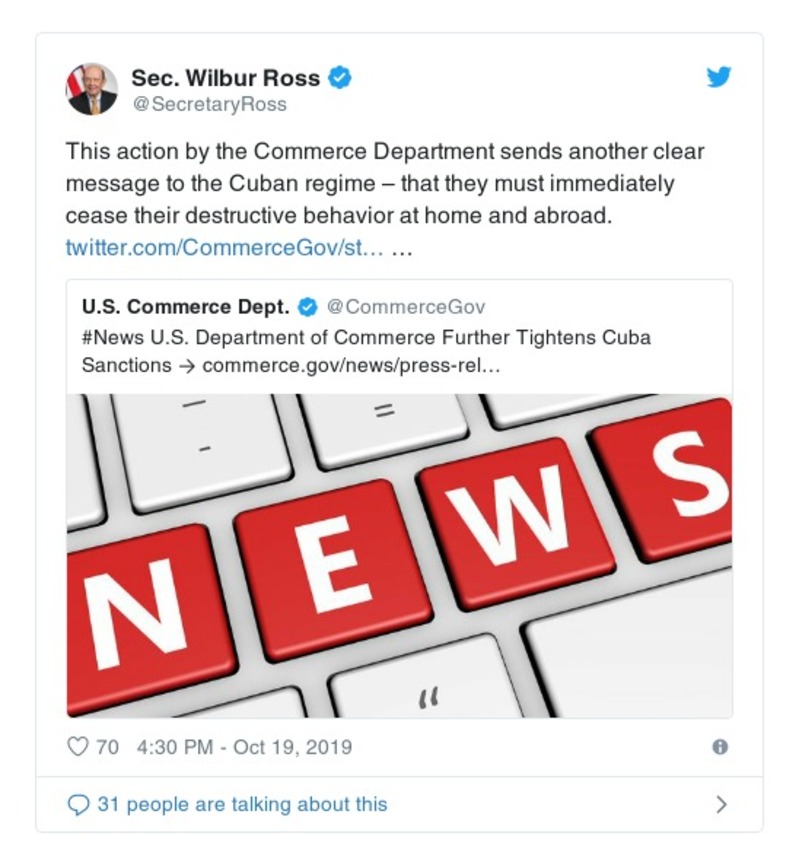 Sec. Wilbur Ross
@SecretaryRoss
This action by the Commerce Department sends another clear
message to the Cuban regime – that they must immediately
cease their destructive behavior at home and abroad.
twitter.com/CommerceGov/st… …
U.S. Commerce Dept. @CommerceGov
#News U.S. Department of Commerce Further Tightens Cuba
Sanctions → commerce.gov/news/press-rel…
NEWS
70 4:30 PM - Oct 19, 2019
31 people are talking about this